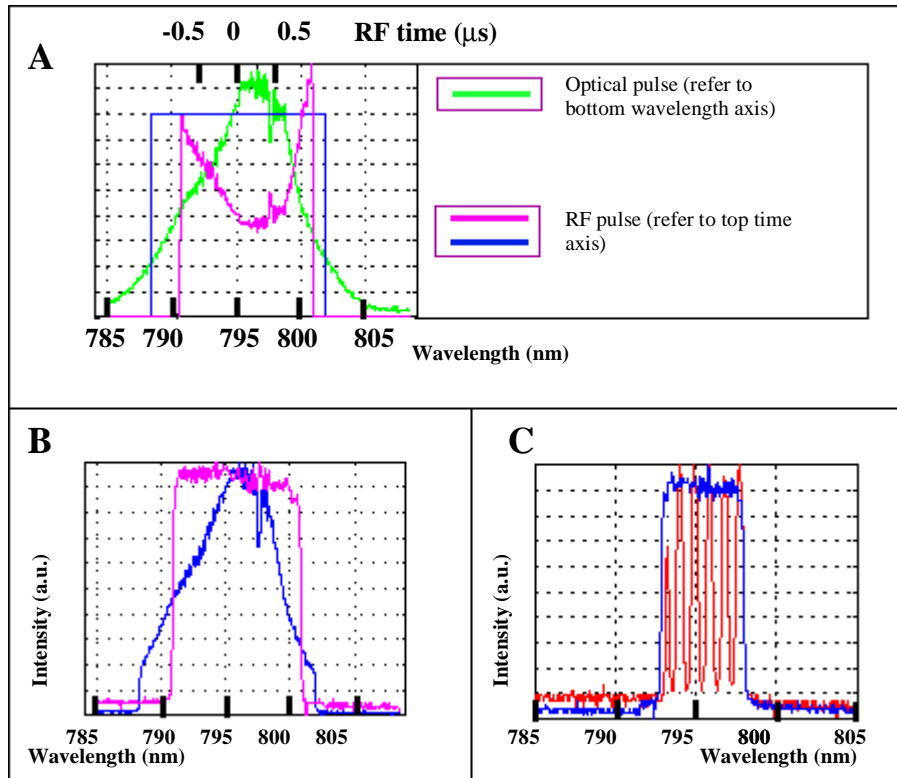 -0.5 0 0.5 RF time (μs)
A
Optical pulse (refer to
bottom wavelength axis)
RF pulse (refer to top time
axis)
785 790 795 800 805
Wavelength (nm)
B
Intensity (a.u.)
785 790 795 800 805
Wavelength (nm)
C
Intensity (a.u.)
785 790 795 800 805
Wavelength (nm)